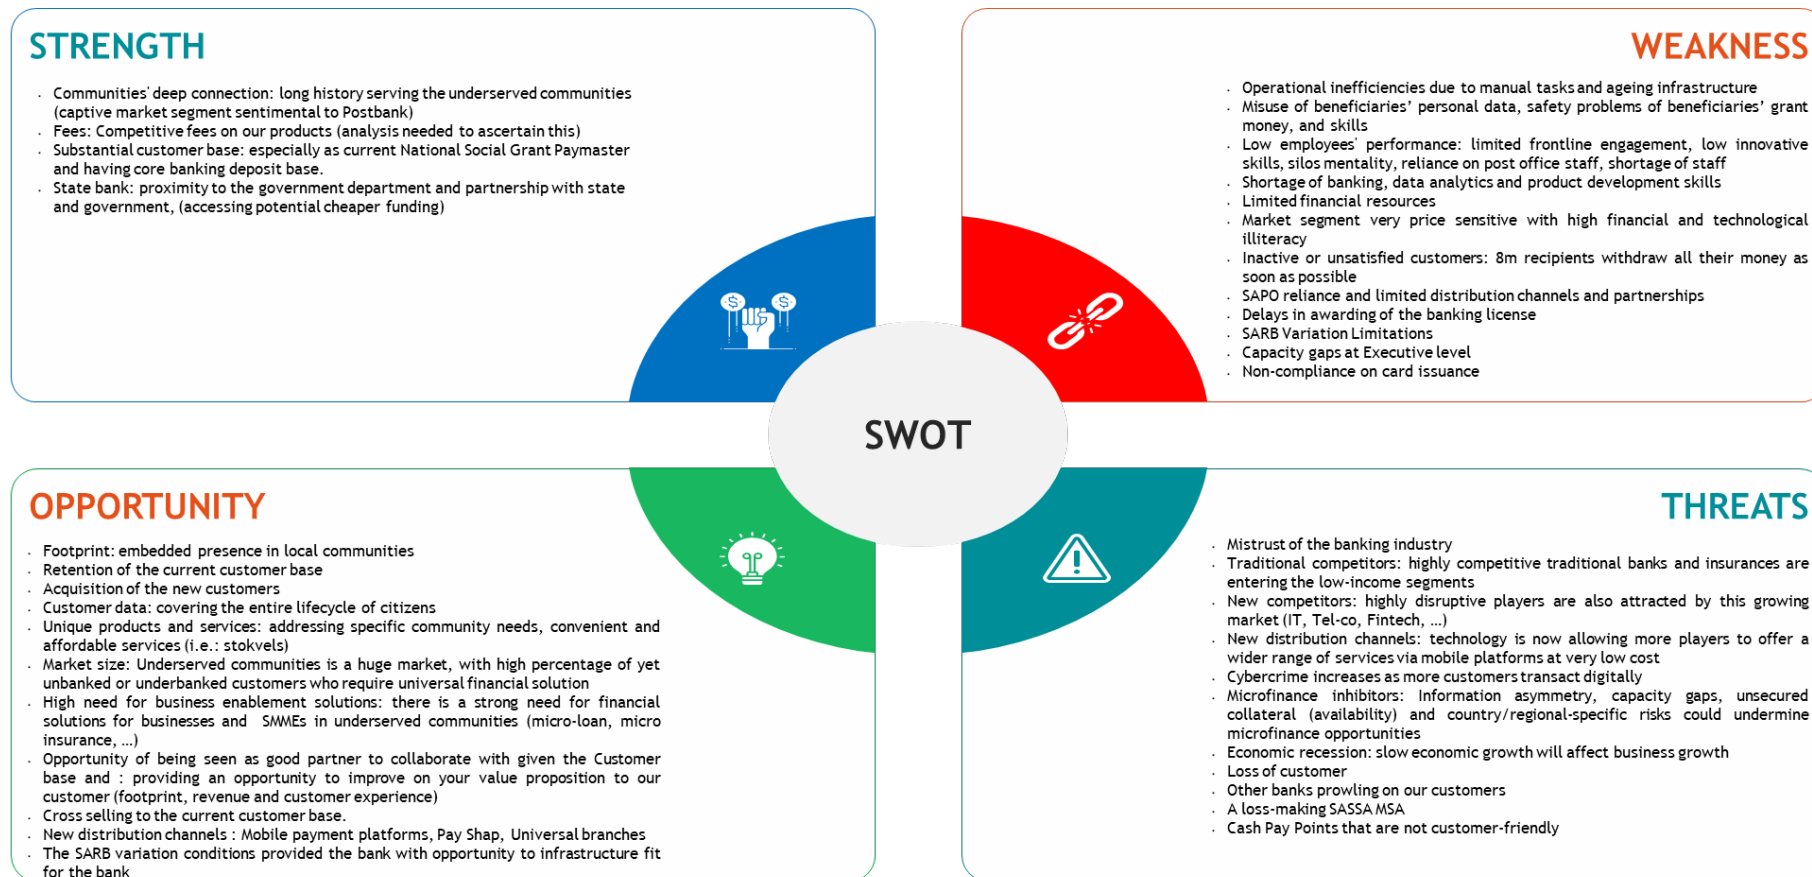 STRENGTH
· Communities' deep connection: long history serving the underserved communities
(captive market segment sentimental to Postbank)
· Fees: Competitive fees on our products (analysis needed to ascertain this)
· Substantial customer base: especially as current National Social Grant Paymaster
and having core banking deposit base.
· State bank: proximity to the government department and partnership with state
and government, (accessing potential cheaper funding)
WEAKNESS
· Operational inefficiencies due to manual tasks and ageing infrastructure
· Misuse of beneficiaries’ personal data, safety problems of beneficiaries’ grant
money, and skills
· Low employees' performance: limited frontline engagement, low innovative
skills, silos mentality, reliance on post office staff, shortage of staff
· Shortage of banking, data analytics and product development skills
· Limited financial resources
· Market segment very price sensitive with high financial and technological
illiteracy
· Inactive or unsatisfied customers: 8m recipients withdraw all their money as
soon as possible
· SAPO reliance and limited distribution channels and partnerships
· Delays in awarding of the banking license
· SARB Variation Limitations
· Capacity gaps at Executive level
· Non-compliance on card issuance
$ $
SWOT
OPPORTUNITY
· Footprint: embedded presence in local communities
· Retention of the current customer base
· Acquisition of the new customers
· Customer data: covering the entire lifecycle of citizens
· Unique products and services: addressing specific community needs, convenient and
affordable services (i.e.: stokvels)
· Market size: Underserved communities is a huge market, with high percentage of yet
unbanked or underbanked customers who require universal financial solution
· High need for business enablement solutions: there is a strong need for financial
solutions for businesses and SMMEs in underserved communities (micro-loan, micro
insurance, …)
· Opportunity of being seen as good partner to collaborate with given the Customer
base and : providing an opportunity to improve on your value proposition to our
customer (footprint, revenue and customer experience)
· Cross selling to the current customer base.
· New distribution channels : Mobile payment platforms, Pay Shap, Universal branches
· The SARB variation conditions provided the bank with opportunity to infrastructure fit
for the bank
THREATS
· Mistrust of the banking industry
· Traditional competitors: highly competitive traditional banks and insurances are
entering the low-income segments
· New competitors: highly disruptive players are also attracted by this growing
market (IT, Tel-co, Fintech, …)
· New distribution channels: technology is now allowing more players to offer a
wider range of services via mobile platforms at very low cost
· Cybercrime increases as more customers transact digitally
· Microfinance inhibitors: Information asymmetry, capacity gaps, unsecured
collateral (availability) and country/regional-specific risks could undermine
microfinance opportunities
· Economic recession: slow economic growth will affect business growth
· Loss of customer
· Other banks prowling on our customers
· A loss-making SASSA MSA
· Cash Pay Points that are not customer-friendly